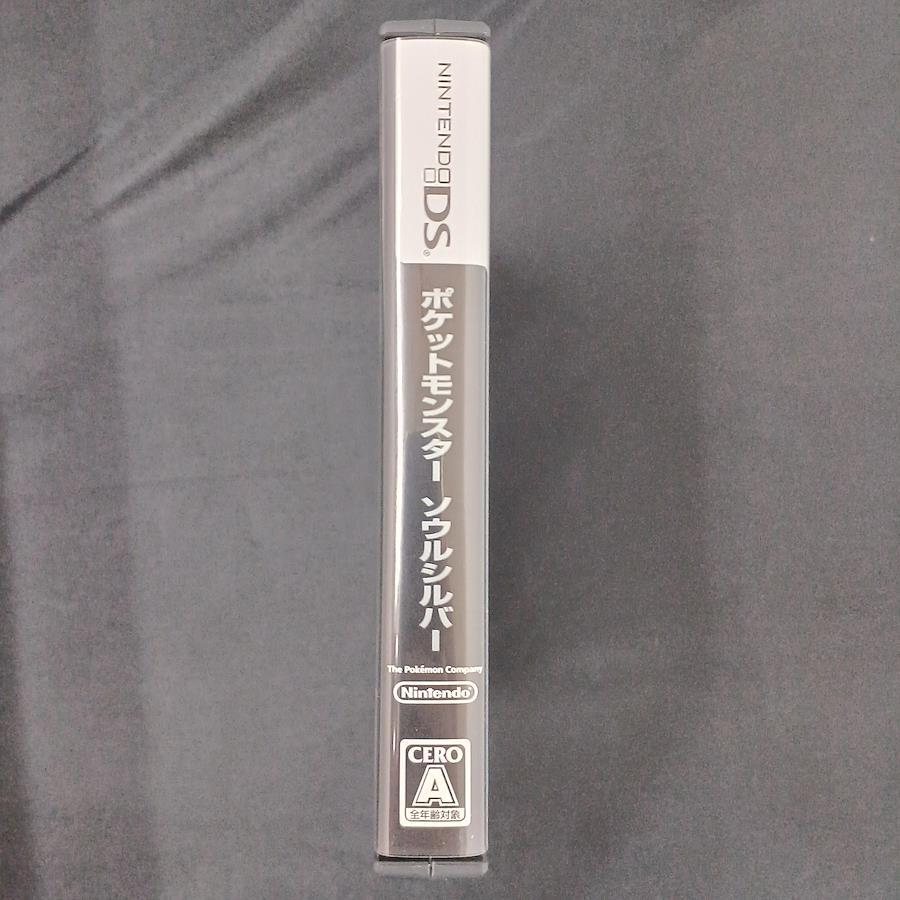 NINTENDO DS®
ポケットモンスター ソウルシルバー
The Pokémon Company
Nintendo®
CERO
A
全年齢対象